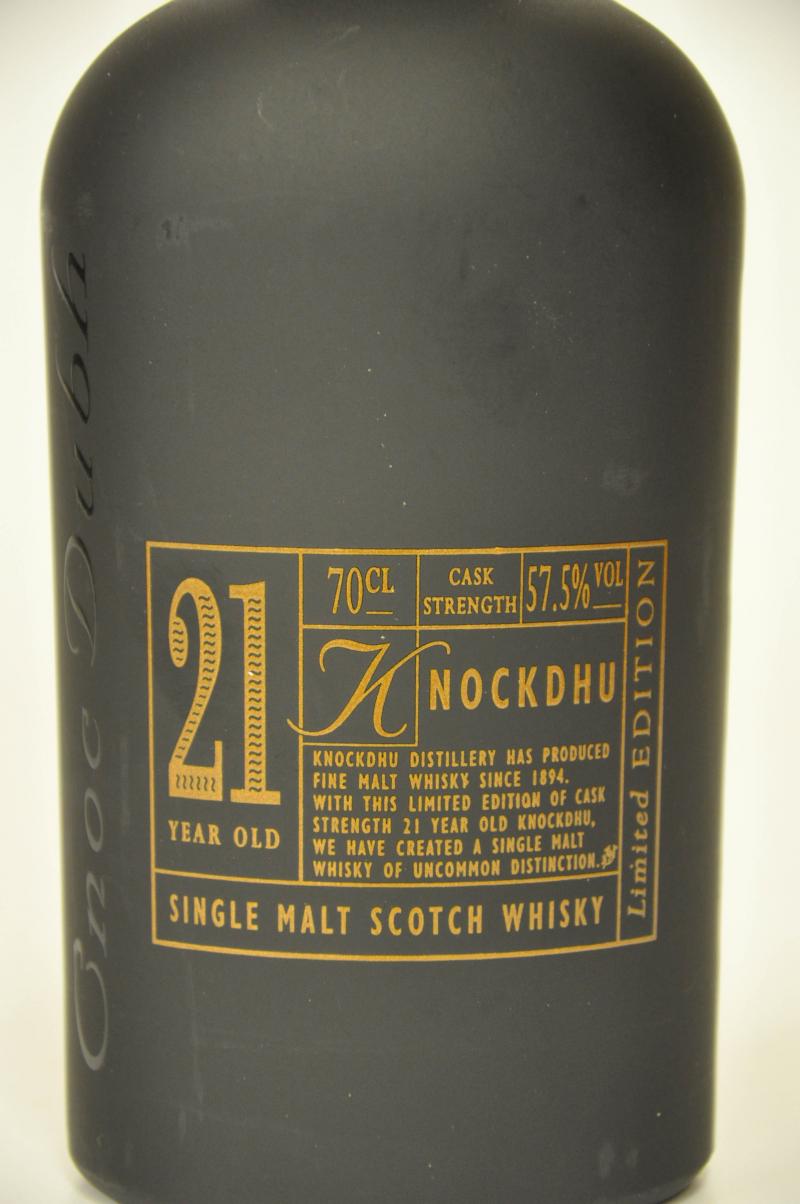 Cnoc Dubh
21
YEAR OLD
70CL
CASK
STRENGTH
57.5% VOL
KNOCKDHU
KNOCKDHU DISTILLERY HAS PRODUCED
FINE MALT WHISKY SINCE 1894.
WITH THIS LIMITED EDITION OF CASK
STRENGTH 21 YEAR OLD KNOCKDHU,
WE HAVE CREATED A SINGLE MALT
WHISKY OF UNCOMMON DISTINCTION.
SINGLE MALT SCOTCH WHISKY
Limited EDITION